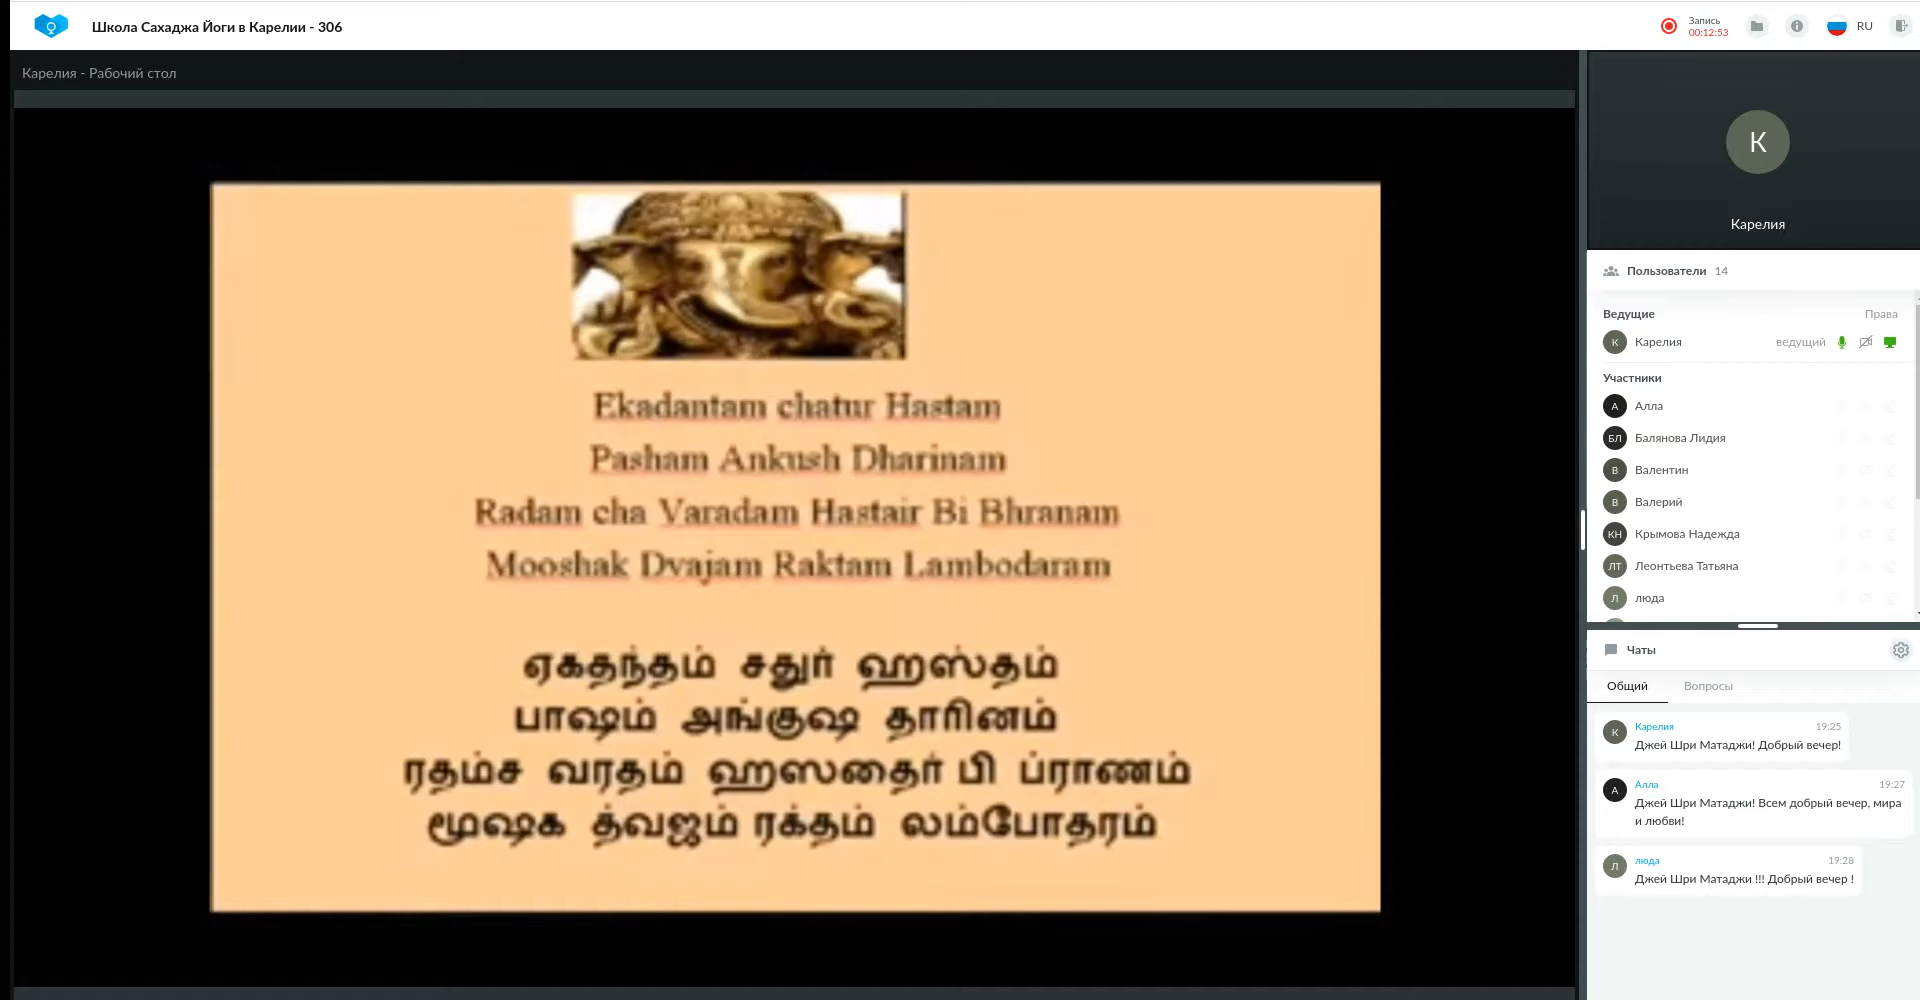 Школа Сахаджа Йоги в Карелии - 306
Запись
00:12:53
RU
Карелия - Рабочий стол
Ekadantam chatur Hastam
Pasham Ankush Dharinam
Radam cha Varadam Hastair Bi Bhranam
Mooshak Dvajam Raktam Lambodaram
ஏகதந்தம் சதுர் ஹஸ்தம்
பாஷம் அங்குஷ தாரினம்
ரதம்ச வரதம் ஹஸதைர் பி ப்ராணம்
மூஷக த்வஜம் ரக்தம் லம்போதரம்
К
Карелия
Пользователи 14
Ведущие Права
К Карелия ведущий
Участники
А Алла
БЛ Балянова Лидия
В Валентин
В Валерий
КН Крымова Надежда
ЛТ Леонтьева Татьяна
Л люда
Чаты
Общий Вопросы
К Карелия 19:25
Джей Шри Матаджи! Добрый вечер!
А Алла 19:27
Джей Шри Матаджи! Всем добрый вечер, мира
и любви!
Л люда 19:28
Джей Шри Матаджи !!! Добрый вечер !